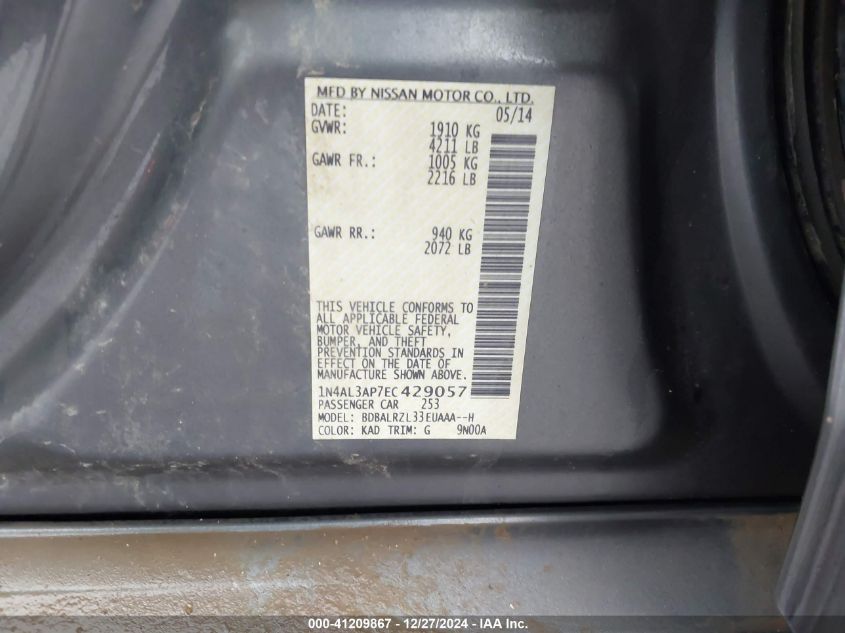 MFD BY NISSAN MOTOR CO., LTD.
DATE: 05/14
GVWR: 1910 KG
4211 LB
GAWR FR.: 1005 KG
2216 LB
GAWR RR.: 940 KG
2072 LB
THIS VEHICLE CONFORMS TO
ALL APPLICABLE FEDERAL
MOTOR VEHICLE SAFETY,
BUMPER, AND THEFT
PREVENTION STANDARDS IN
EFFECT ON THE DATE OF
MANUFACTURE SHOWN ABOVE.
1N4AL3AP7EC429057
PASSENGER CAR 253
MODEL: BDBALRZL33EUAAA--H
COLOR: KAD TRIM: G 9N00A
000-41209867 - 12/27/2024 - IAA Inc.